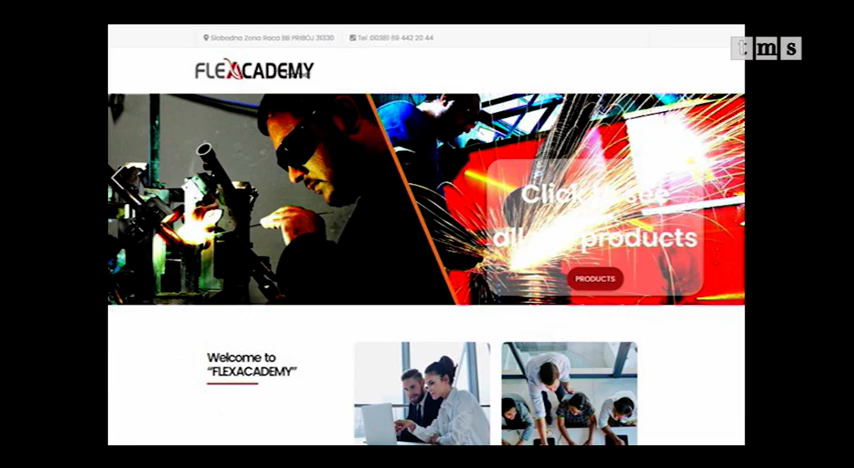 Slobodna Zona Raca BB PRIBOJ 31330
Tel: 00381 69 442 20 44
tms
FLEXACADEMY
Click to see
all products
PRODUCTS
Welcome to
“FLEXACADEMY”